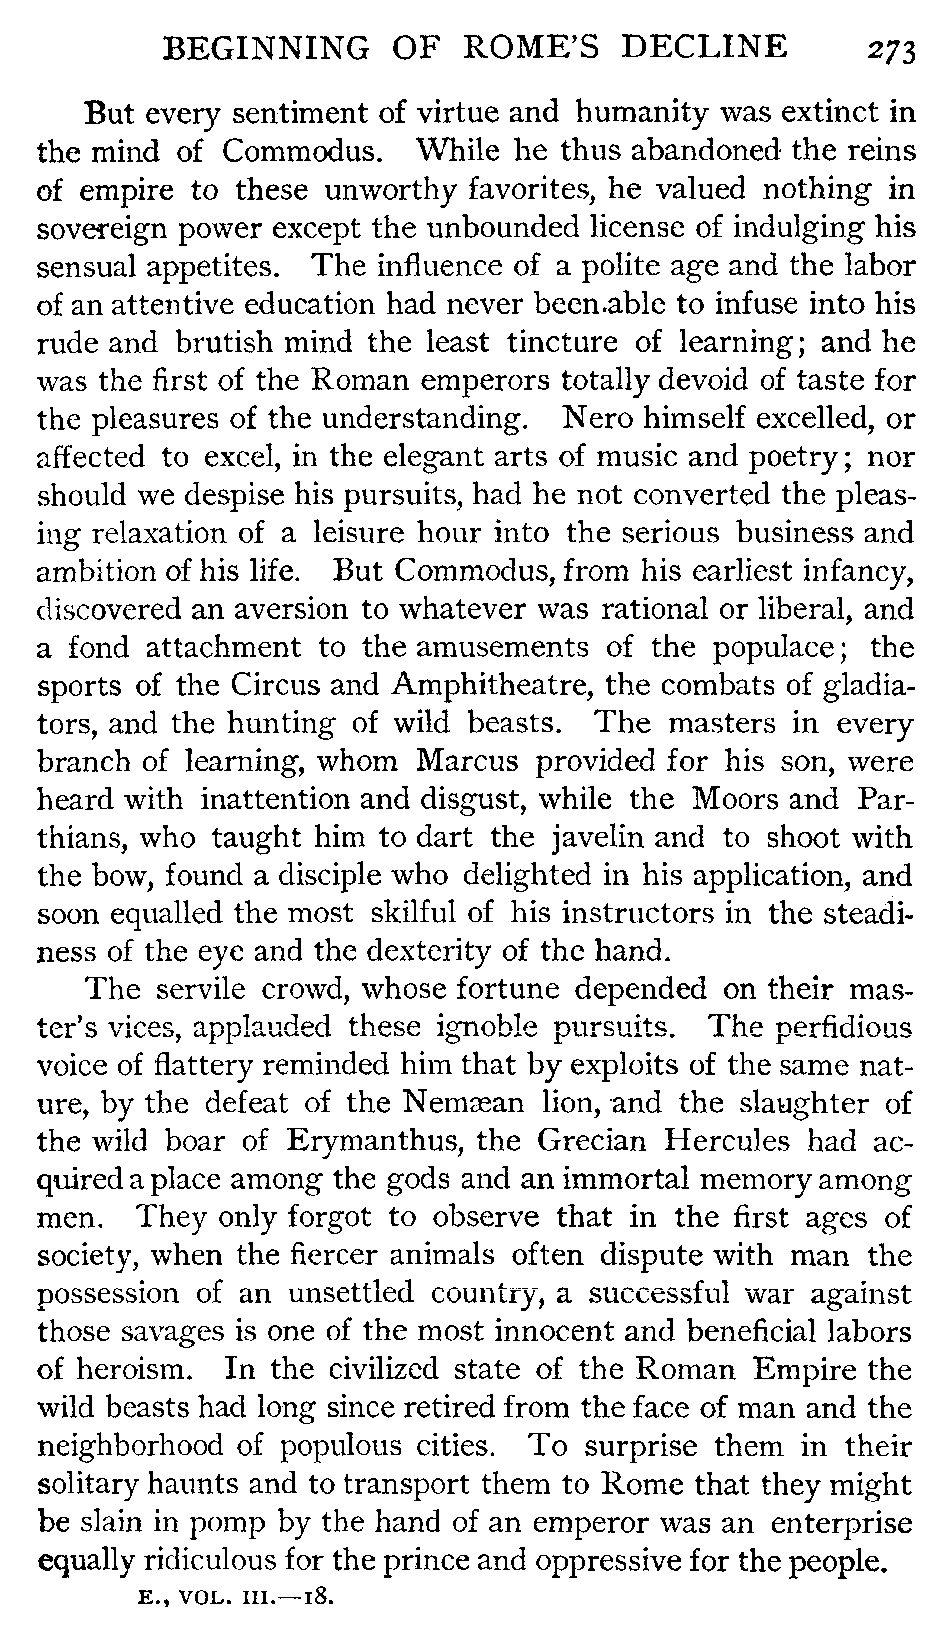 BEGINNING OF ROME'S DECLINE 273
But every sentiment of virtue and humanity was extinct in
the mind of Commodus. While he thus abandoned the reins
of empire to these unworthy favorites, he valued nothing in
sovereign power except the unbounded license of indulging his
sensual appetites. The influence of a polite age and the labor
of an attentive education had never been able to infuse into his
rude and brutish mind the least tincture of learning; and he
was the first of the Roman emperors totally devoid of taste for
the pleasures of the understanding. Nero himself excelled, or
affected to excel, in the elegant arts of music and poetry; nor
should we despise his pursuits, had he not converted the pleas-
ing relaxation of a leisure hour into the serious business and
ambition of his life. But Commodus, from his earliest infancy,
discovered an aversion to whatever was rational or liberal, and
a fond attachment to the amusements of the populace; the
sports of the Circus and Amphitheatre, the combats of gladia-
tors, and the hunting of wild beasts. The masters in every
branch of learning, whom Marcus provided for his son, were
heard with inattention and disgust, while the Moors and Par-
thians, who taught him to dart the javelin and to shoot with
the bow, found a disciple who delighted in his application, and
soon equalled the most skilful of his instructors in the steadi-
ness of the eye and the dexterity of the hand.
The servile crowd, whose fortune depended on their mas-
ter's vices, applauded these ignoble pursuits. The perfidious
voice of flattery reminded him that by exploits of the same nat-
ure, by the defeat of the Nemæan lion, and the slaughter of
the wild boar of Erymanthus, the Grecian Hercules had ac-
quired a place among the gods and an immortal memory among
men. They only forgot to observe that in the first ages of
society, when the fiercer animals often dispute with man the
possession of an unsettled country, a successful war against
those savages is one of the most innocent and beneficial labors
of heroism. In the civilized state of the Roman Empire the
wild beasts had long since retired from the face of man and the
neighborhood of populous cities. To surprise them in their
solitary haunts and to transport them to Rome that they might
be slain in pomp by the hand of an emperor was an enterprise
equally ridiculous for the prince and oppressive for the people.
E., VOL. III.—18.